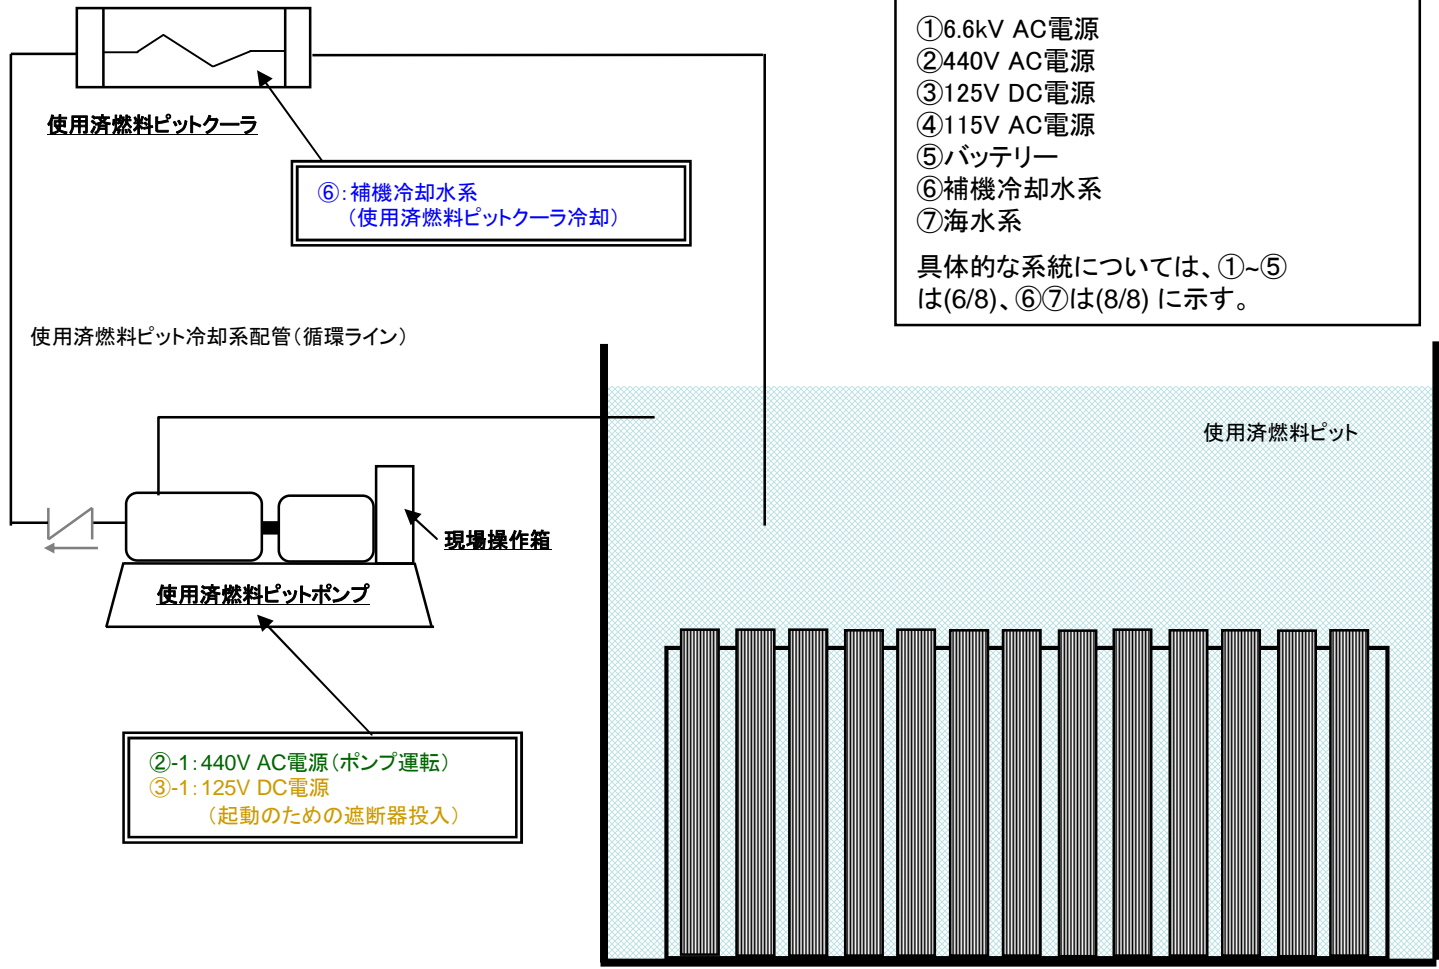 ①6.6kV AC電源
②440V AC電源
③125V DC電源
④115V AC電源
⑤バッテリー
⑥補機冷却水系
⑦海水系
具体的な系統については、①~⑤
は(6/8)、⑥⑦は(8/8) に示す。
使用済燃料ピットクーラ
⑥:補機冷却水系
(使用済燃料ピットクーラ冷却)
使用済燃料ピット冷却系配管(循環ライン)
使用済燃料ピット
現場操作箱
使用済燃料ピットポンプ
②-1:440V AC電源(ポンプ運転)
③-1:125V DC電源
(起動のための遮断器投入)